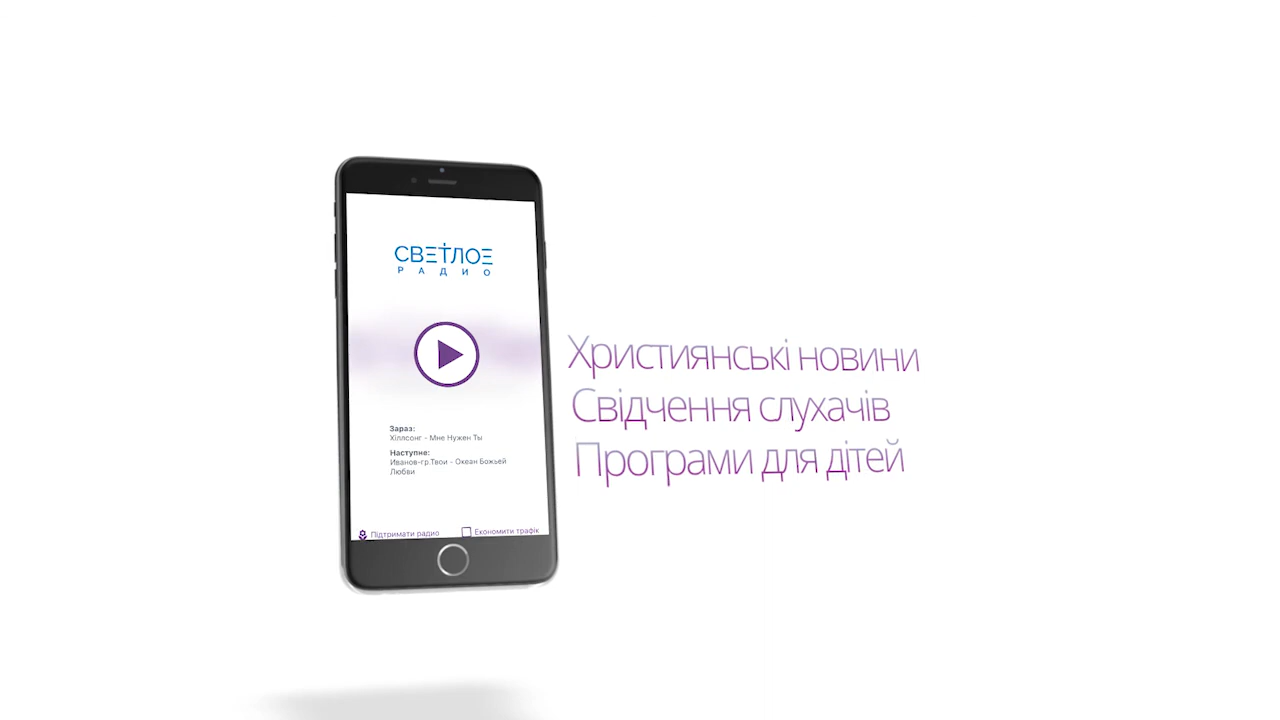 СВЕТЛОЕ
РАДИО
Зараз:
Хіллсонг - Мне Нужен Ты
Наступне:
Иванов-гр.Твои - Океан Божьей
Любви
Підтримати радио
Економити трафік
Християнські новини
Свідчення слухачів
Програми для дітей